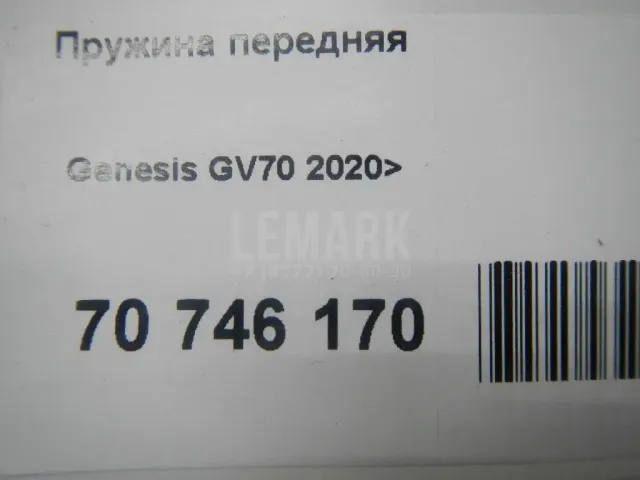 Пружина передняя
Genesis GV70 2020>
LEMARK
70 746 170